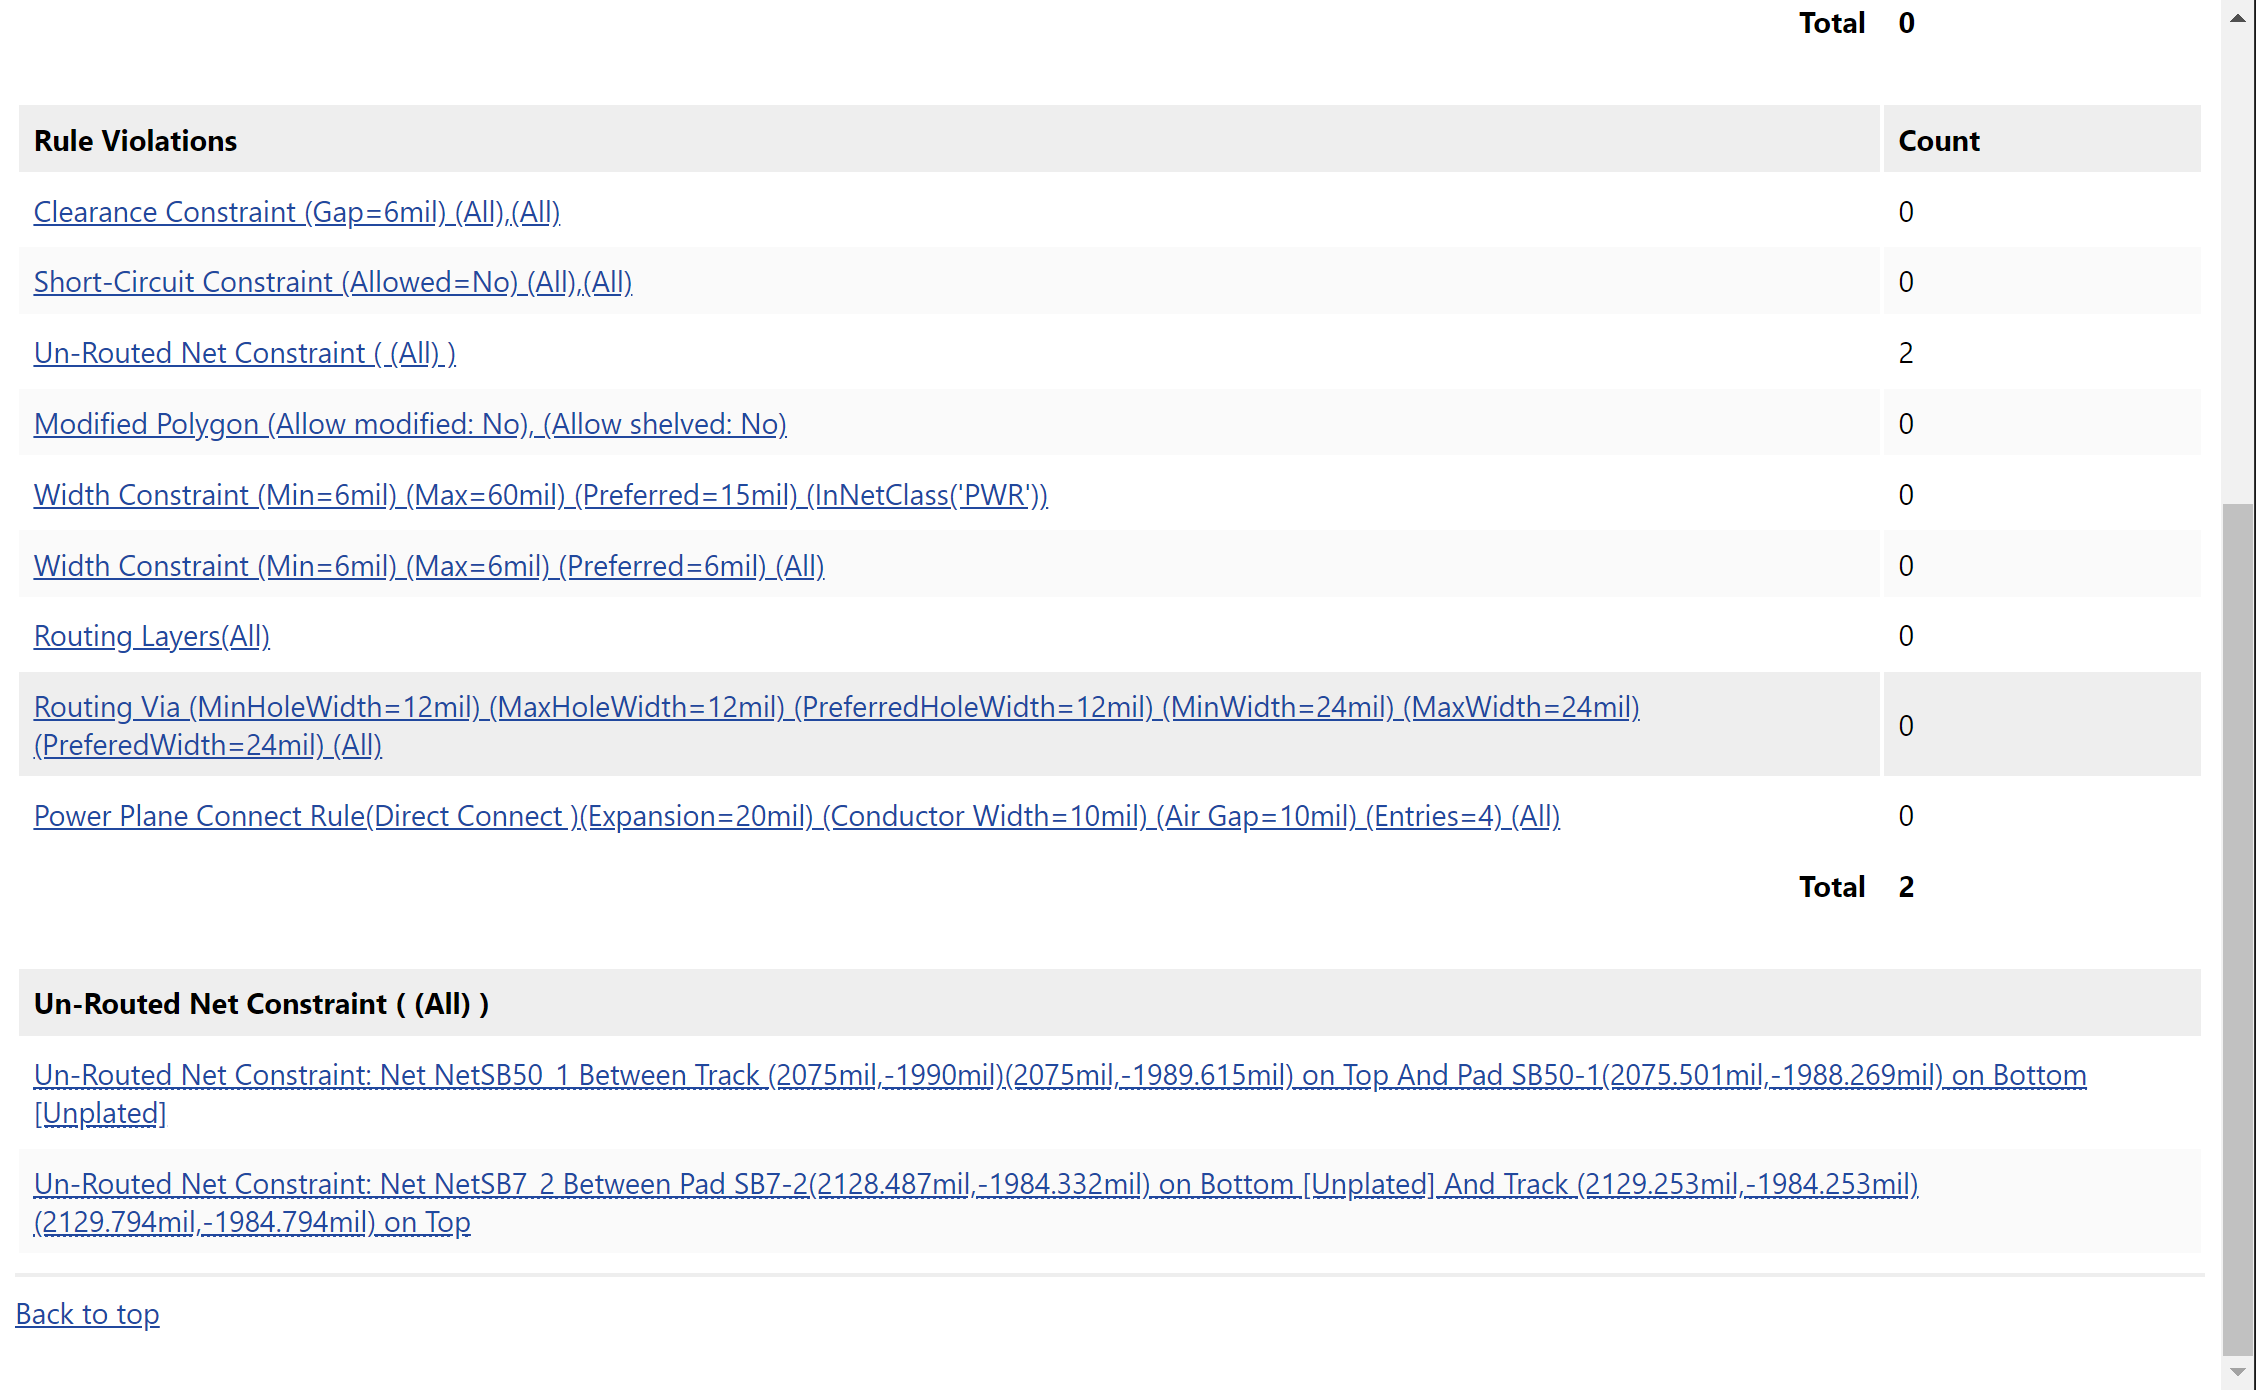 Total 0
Rule Violations Count
Clearance Constraint (Gap=6mil) (All),(All) 0
Short-Circuit Constraint (Allowed=No) (All),(All) 0
Un-Routed Net Constraint ( (All) ) 2
Modified Polygon (Allow modified: No), (Allow shelved: No) 0
Width Constraint (Min=6mil) (Max=60mil) (Preferred=15mil) (InNetClass('PWR')) 0
Width Constraint (Min=6mil) (Max=6mil) (Preferred=6mil) (All) 0
Routing Layers(All) 0
Routing Via (MinHoleWidth=12mil) (MaxHoleWidth=12mil) (PreferredHoleWidth=12mil) (MinWidth=24mil) (MaxWidth=24mil)
(PreferedWidth=24mil) (All) 0
Power Plane Connect Rule(Direct Connect )(Expansion=20mil) (Conductor Width=10mil) (Air Gap=10mil) (Entries=4) (All) 0
Total 2
Un-Routed Net Constraint ( (All) )
Un-Routed Net Constraint: Net NetSB50_1 Between Track (2075mil,-1990mil)(2075mil,-1989.615mil) on Top And Pad SB50-1(2075.501mil,-1988.269mil) on Bottom
[Unplated]
Un-Routed Net Constraint: Net NetSB7_2 Between Pad SB7-2(2128.487mil,-1984.332mil) on Bottom [Unplated] And Track (2129.253mil,-1984.253mil)
(2129.794mil,-1984.794mil) on Top
Back to top